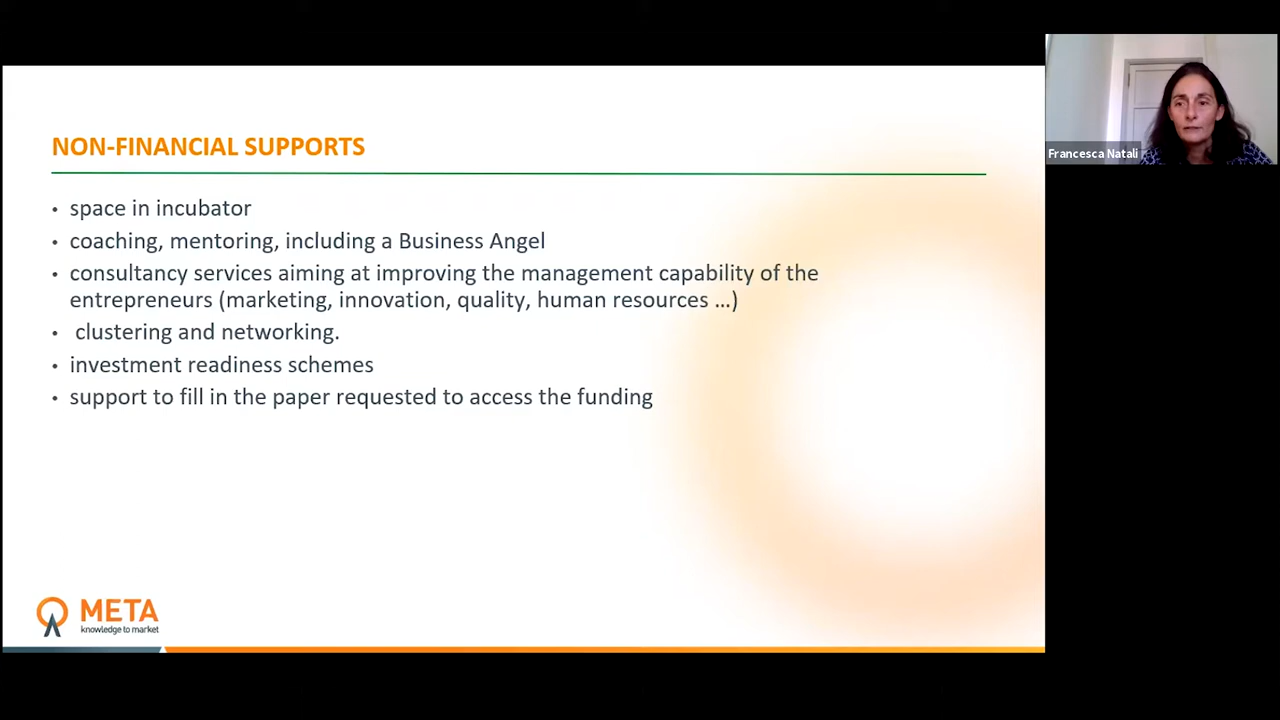 NON-FINANCIAL SUPPORTS
• space in incubator
• coaching, mentoring, including a Business Angel
• consultancy services aiming at improving the management capability of the
entrepreneurs (marketing, innovation, quality, human resources ...)
• clustering and networking.
• investment readiness schemes
• support to fill in the paper requested to access the funding
META
knowledge to market
Francesca Natali